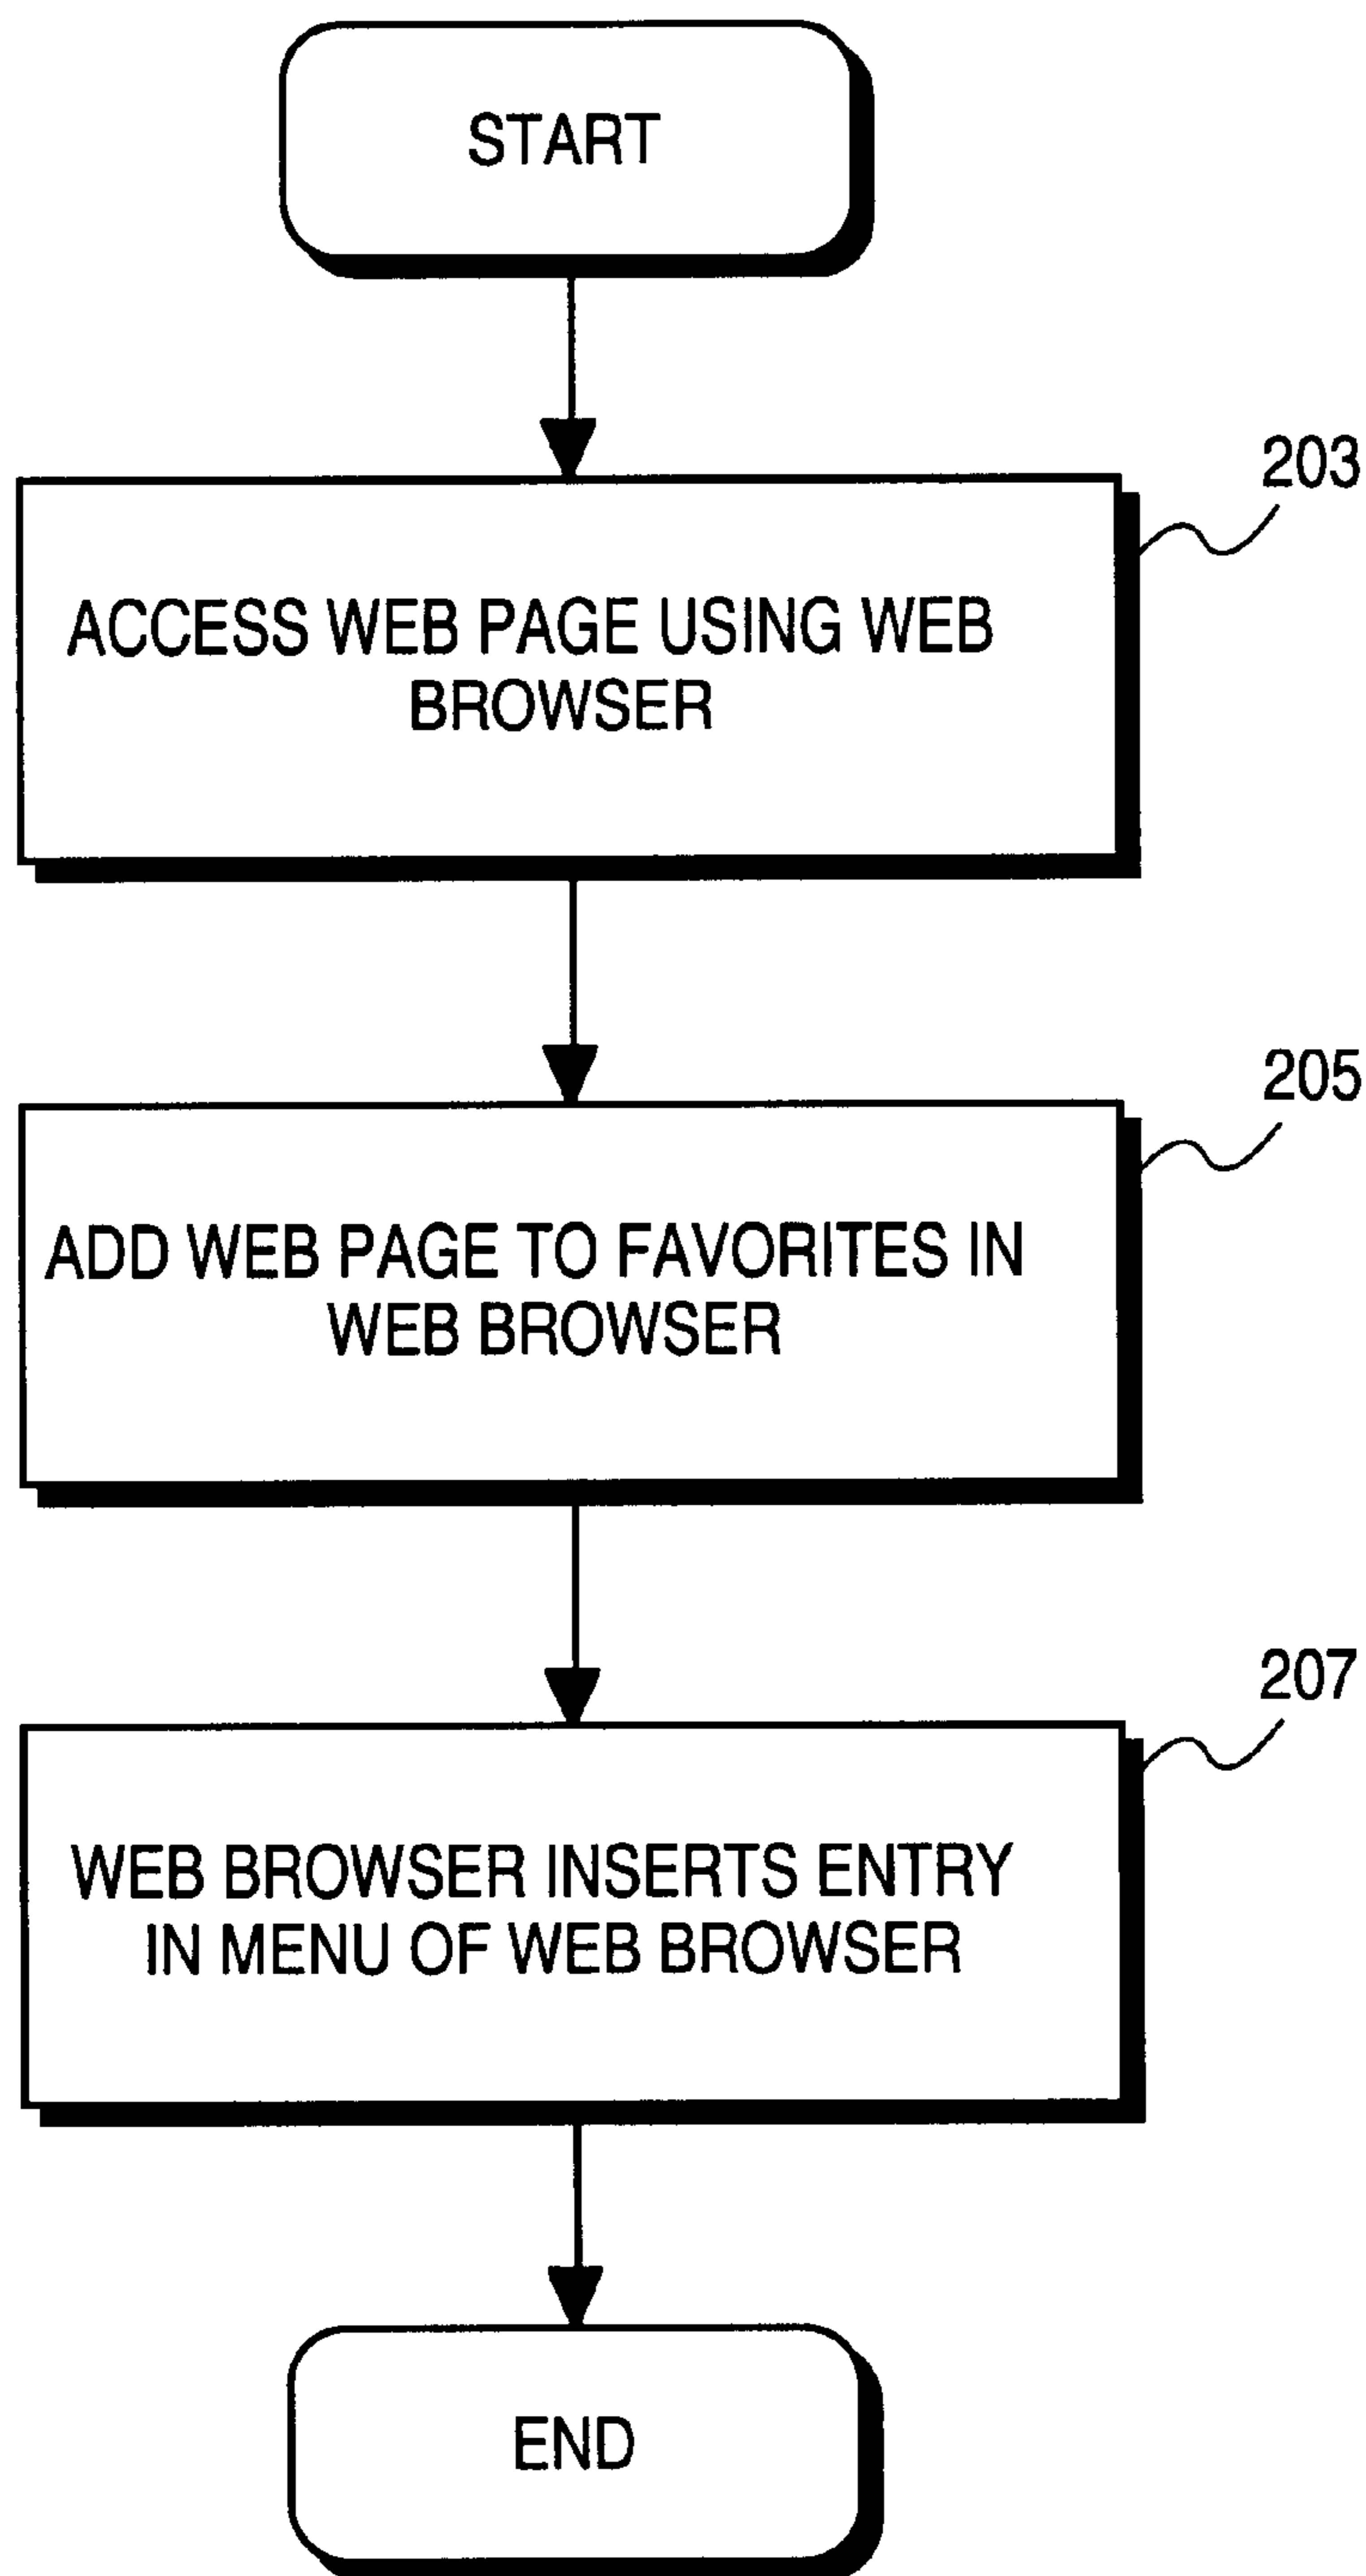 START
203
ACCESS WEB PAGE USING WEB
BROWSER
205
ADD WEB PAGE TO FAVORITES IN
WEB BROWSER
207
WEB BROWSER INSERTS ENTRY
IN MENU OF WEB BROWSER
END